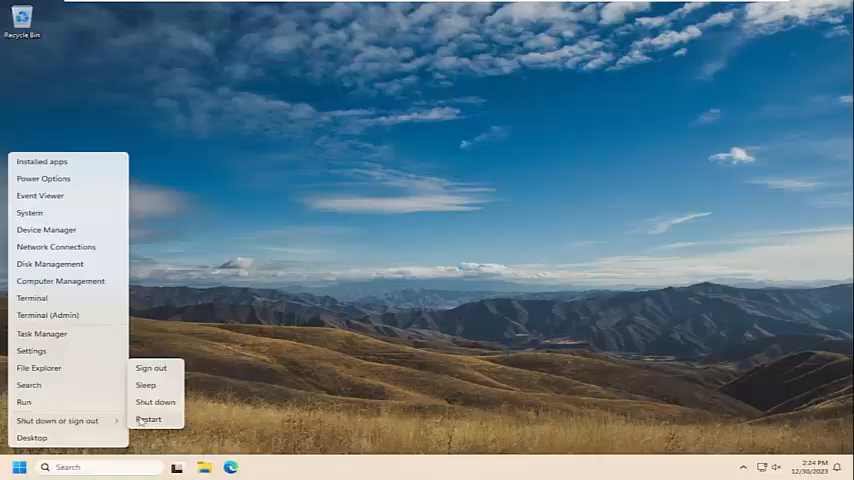 Recycle Bin
Installed apps
Power Options
Event Viewer
System
Device Manager
Network Connections
Disk Management
Computer Management
Terminal
Terminal (Admin)
Task Manager
Settings
File Explorer
Search
Run
Shut down or sign out
Desktop
Sign out
Sleep
Shut down
Restart
Search
2:24 PM
12/30/2023